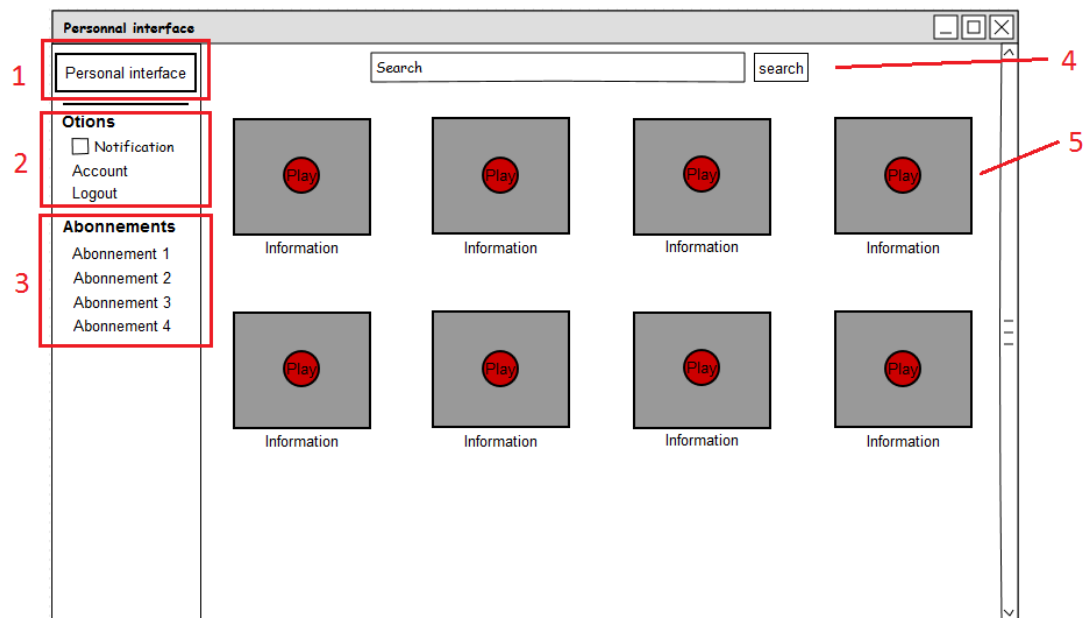 Personnal interface
1
Personal interface
Search
search
4
2
Otions
Notification
Account
Logout
3
Abonnements
Abonnement 1
Abonnement 2
Abonnement 3
Abonnement 4
Play Play Play Play
5
Information Information Information Information
Play Play Play Play
Information Information Information Information